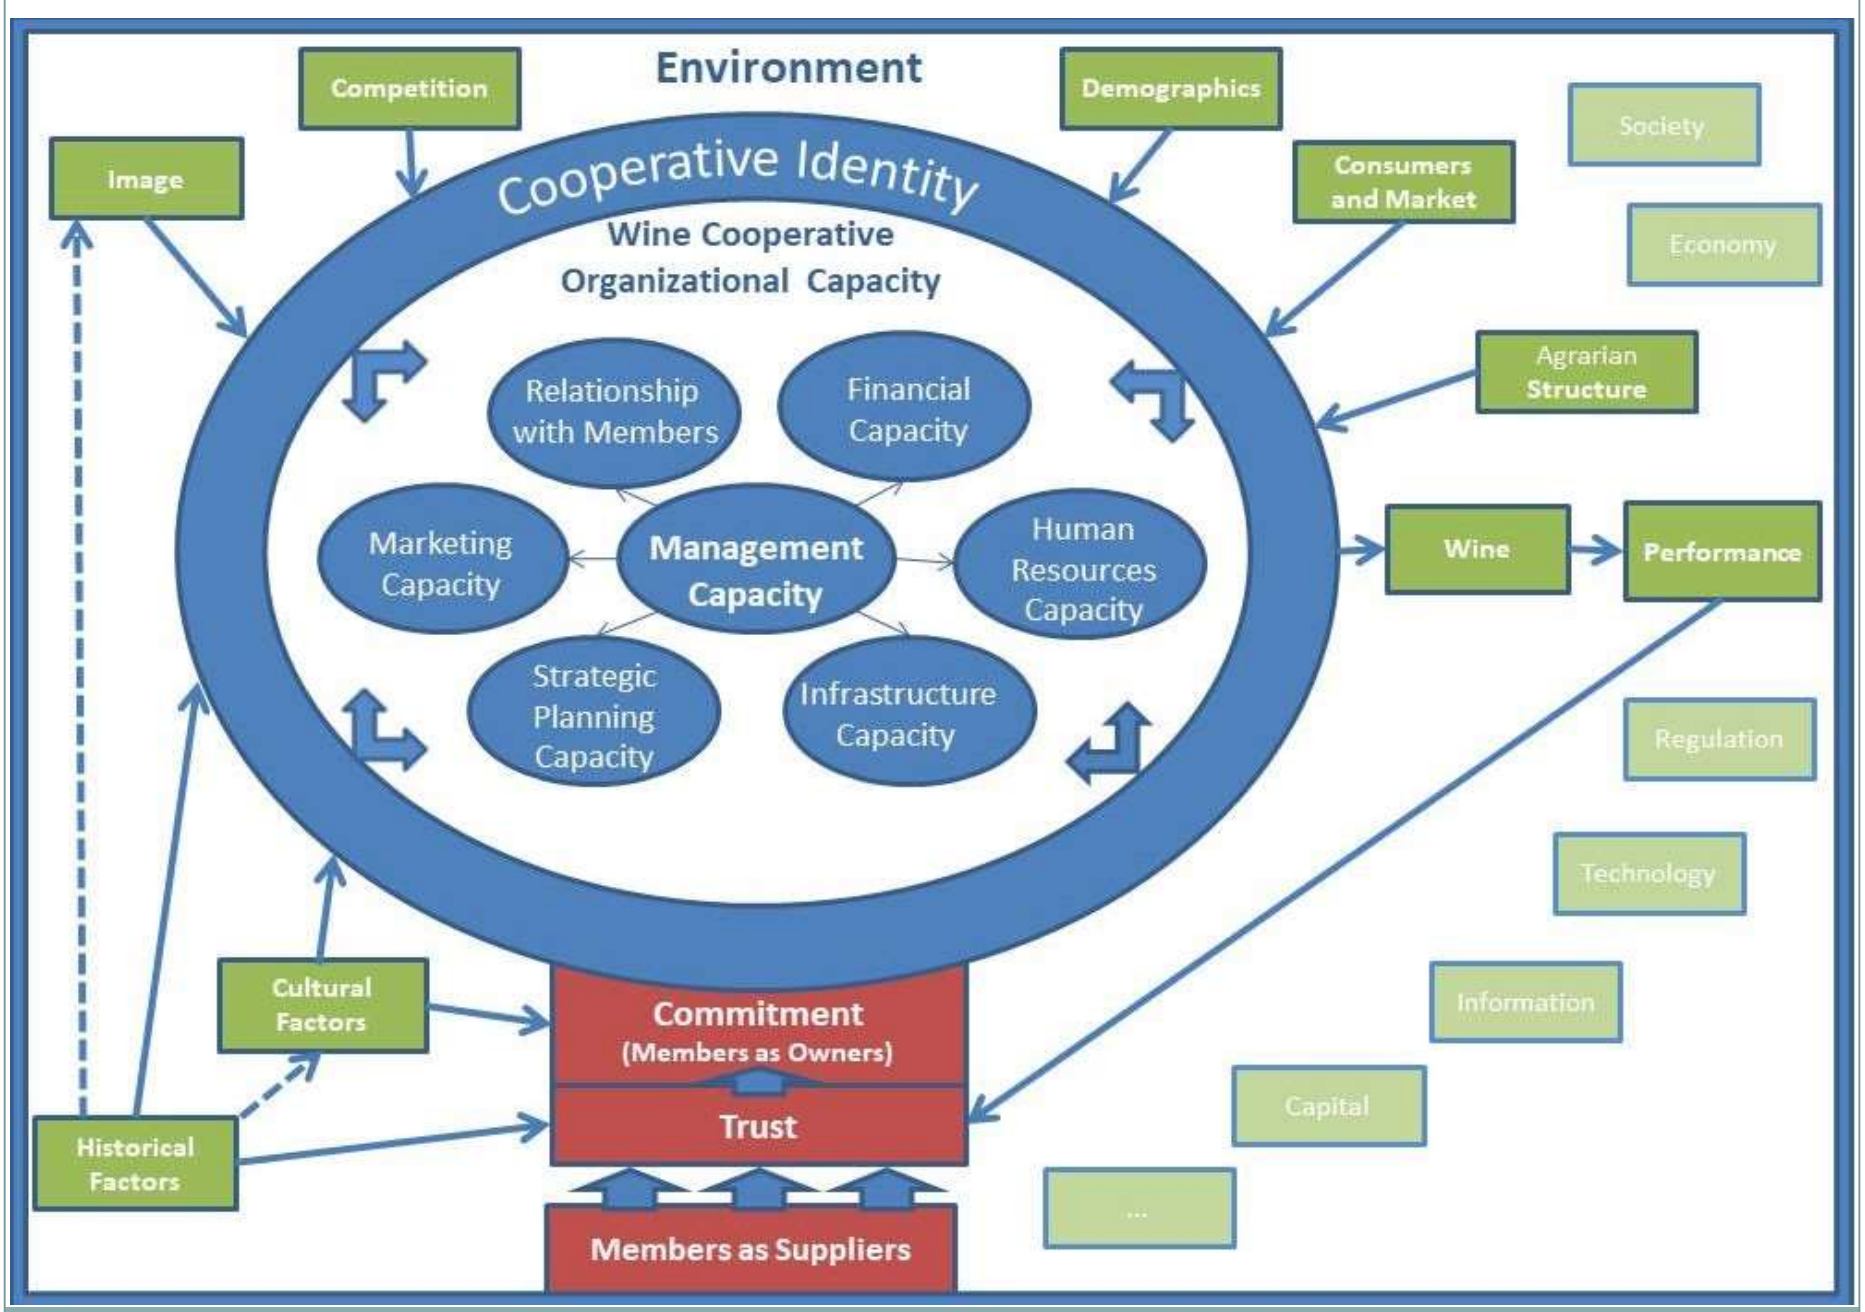 Environment
Competition
Demographics
Society
Image
Cooperative Identity
Consumers
and Market
Economy
Wine Cooperative
Organizational Capacity
Agrarian
Structure
Relationship
with Members
Financial
Capacity
Marketing
Capacity
Management
Capacity
Human
Resources
Capacity
Wine
Performance
Strategic
Planning
Capacity
Infrastructure
Capacity
Regulation
Technology
Cultural
Factors
Information
Commitment
(Members as Owners)
Capital
Trust
Historical
Factors
...
Members as Suppliers